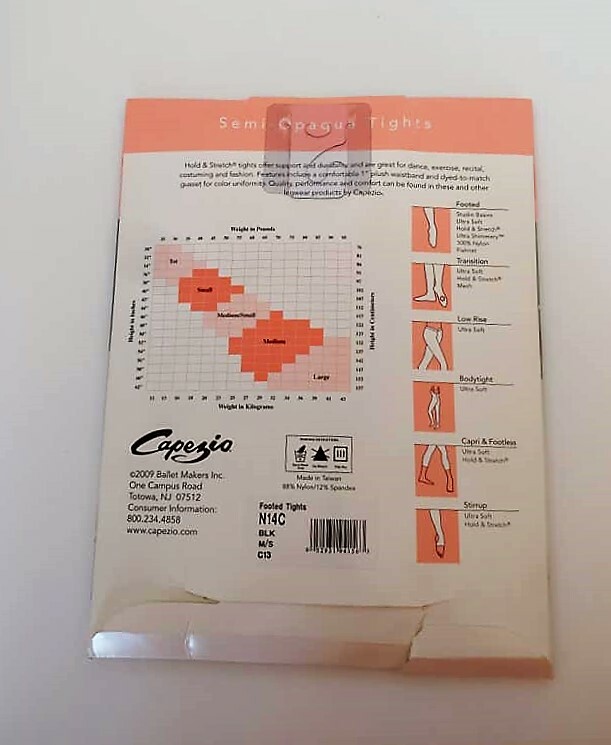 Semi Opaque Tights
Hold & Stretch® tights offer support and durability and are great for dance, exercise, recital,
costuming and fashion. Features include a comfortable 1" plush waistband and dyed-to-match
gusset for color uniformity. Quality, performance and comfort can be found in these and other
legwear products by Capezio.
Weight in Pounds
Height in Inches
Height in Centimeters
Tot
Small
Medium/Small
Medium
Large
Weight in Kilograms
Footed
Studio Basics
Ultra Soft
Hold & Stretch®
Ultra Shimmery™
100% Nylon
Fishnet
Transition
Ultra Soft
Hold & Stretch®
Mesh
Low Rise
Ultra Soft
Bodytight
Ultra Soft
Capri & Footless
Ultra Soft
Hold & Stretch®
Stirrup
Ultra Soft
Hold & Stretch®
Capezio
©2009 Ballet Makers Inc.
One Campus Road
Totowa, NJ 07512
Consumer Information:
800.234.4858
www.capezio.com
Made in Taiwan
88% Nylon/12% Spandex
Footed Tights
N14C
BLK
M/S
C13